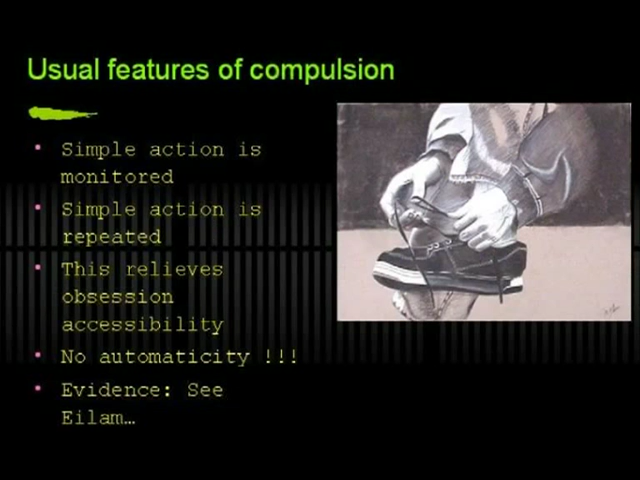 Usual features of compulsion
• Simple action is
monitored
• Simple action is
repeated
• This relieves
obsession
accessibility
• No automaticity !!!
• Evidence: See
Eilam…